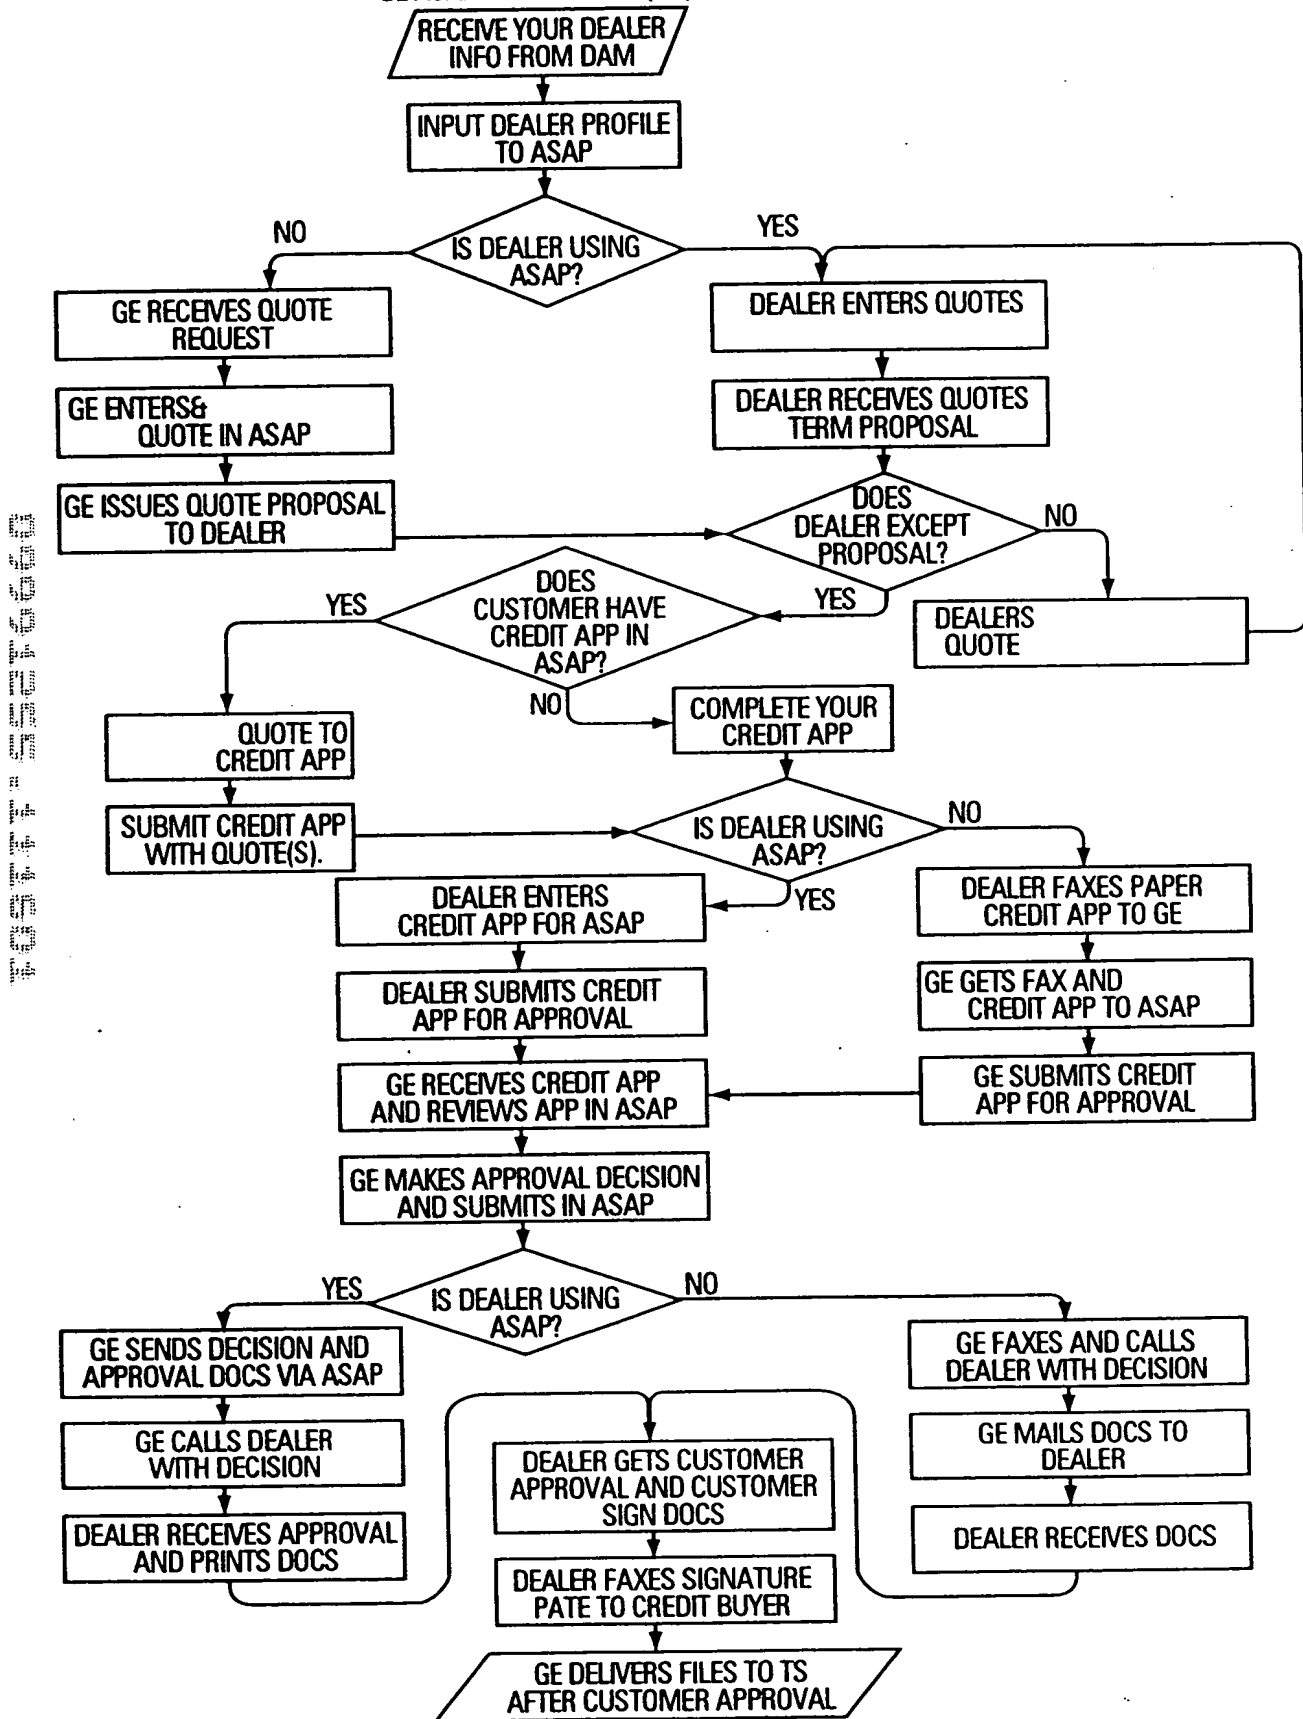 RECEIVE YOUR DEALER
INFO FROM DAM
INPUT DEALER PROFILE
TO ASAP
IS DEALER USING
ASAP?
NO
YES
GE RECEIVES QUOTE
REQUEST
DEALER ENTERS QUOTES
GE ENTERS&
QUOTE IN ASAP
DEALER RECEIVES QUOTES
TERM PROPOSAL
GE ISSUES QUOTE PROPOSAL
TO DEALER
DOES
DEALER EXCEPT
PROPOSAL?
NO
YES
DEALERS
QUOTE
DOES
CUSTOMER HAVE
CREDIT APP IN
ASAP?
YES
NO
QUOTE TO
CREDIT APP
COMPLETE YOUR
CREDIT APP
SUBMIT CREDIT APP
WITH QUOTE(S).
IS DEALER USING
ASAP?
NO
YES
DEALER ENTERS
CREDIT APP FOR ASAP
DEALER FAXES PAPER
CREDIT APP TO GE
DEALER SUBMITS CREDIT
APP FOR APPROVAL
GE GETS FAX AND
CREDIT APP TO ASAP
GE RECEIVES CREDIT APP
AND REVIEWS APP IN ASAP
GE SUBMITS CREDIT
APP FOR APPROVAL
GE MAKES APPROVAL DECISION
AND SUBMITS IN ASAP
IS DEALER USING
ASAP?
YES
NO
GE SENDS DECISION AND
APPROVAL DOCS VIA ASAP
GE FAXES AND CALLS
DEALER WITH DECISION
GE CALLS DEALER
WITH DECISION
GE MAILS DOCS TO
DEALER
DEALER RECEIVES APPROVAL
AND PRINTS DOCS
DEALER RECEIVES DOCS
DEALER GETS CUSTOMER
APPROVAL AND CUSTOMER
SIGN DOCS
DEALER FAXES SIGNATURE
PATE TO CREDIT BUYER
GE DELIVERS FILES TO TS
AFTER CUSTOMER APPROVAL